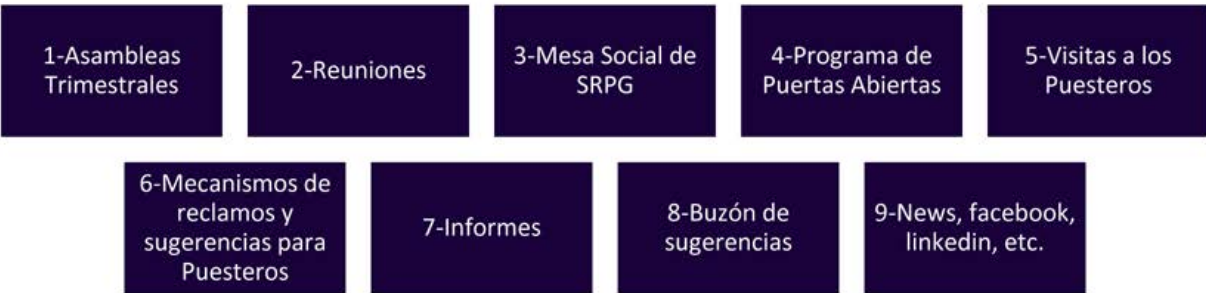 1-Asambleas
Trimestrales
2-Reuniones
3-Mesa Social de
SRPG
4-Programa de
Puertas Abiertas
5-Visitas a los
Puesteros
6-Mecanismos de
reclamos y
sugerencias para
Puesteros
7-Informes
8-Buzón de
sugerencias
9-News, facebook,
linkedin, etc.